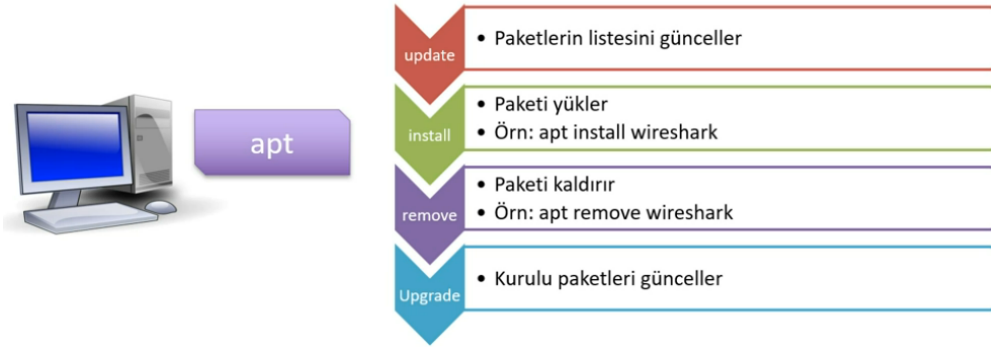 apt
update
• Paketlerin listesini günceller
install
• Paketi yükler
• Örn: apt install wireshark
remove
• Paketi kaldırır
• Örn: apt remove wireshark
Upgrade
• Kurulu paketleri günceller